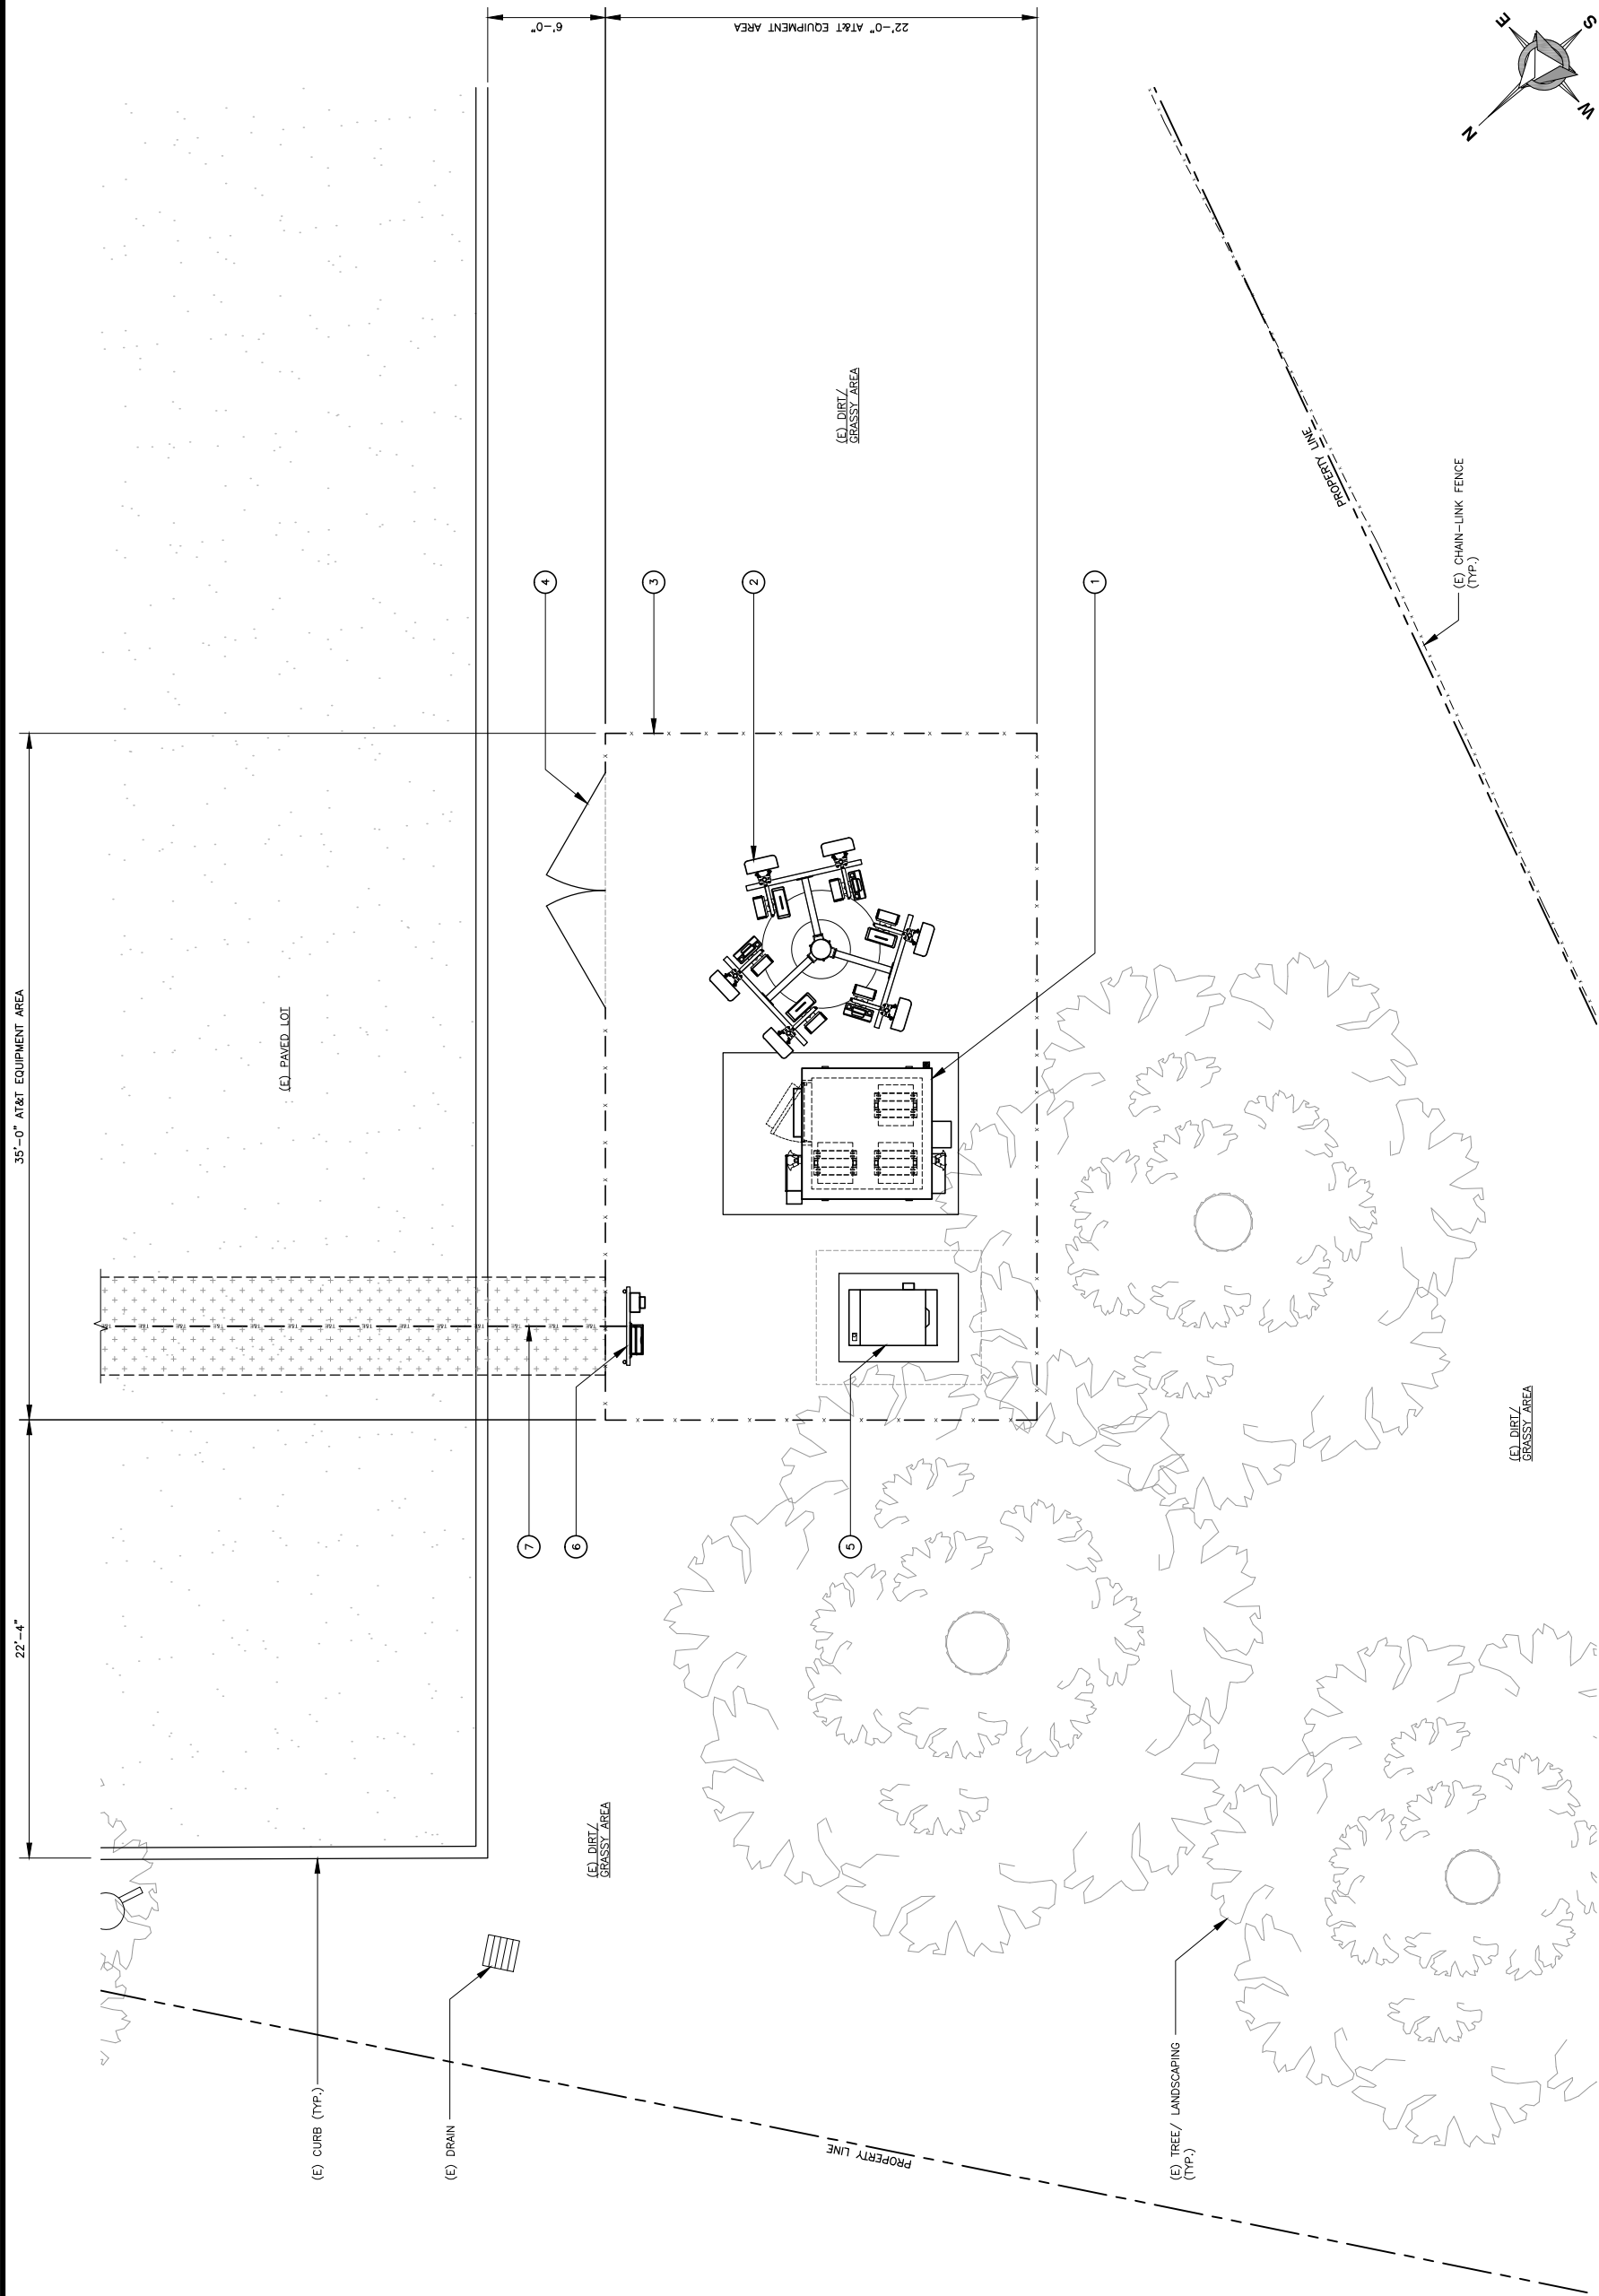 35'-0" AT&T EQUIPMENT AREA
22'-4"
6'-0"
22'-0" AT&T EQUIPMENT AREA
N
E
S
W
(E) PAVED LOT
(E) DIRT/
GRASSY AREA
PROPERTY LINE
(E) CHAIN-LINK FENCE
(TYP.)
4
3
2
1
7
6
5
(E) DIRT/
GRASSY AREA
(E) DIRT/
GRASSY AREA
(E) CURB (TYP.)
(E) DRAIN
PROPERTY LINE
(E) TREE/ LANDSCAPING
(TYP.)